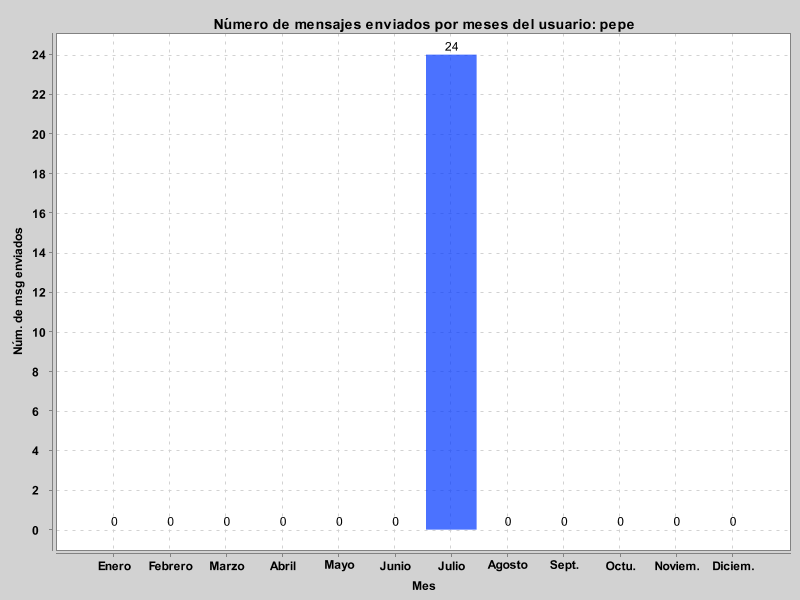 Número de mensajes enviados por meses del usuario: pepe
24
24
22
20
18
16
14
12
10
8
6
4
2
0
Núm. de msg enviados
0 0 0 0 0 0 0 0 0 0 0
Enero Febrero Marzo Abril Mayo Junio Julio Agosto Sept. Octu. Noviem. Diciem.
Mes